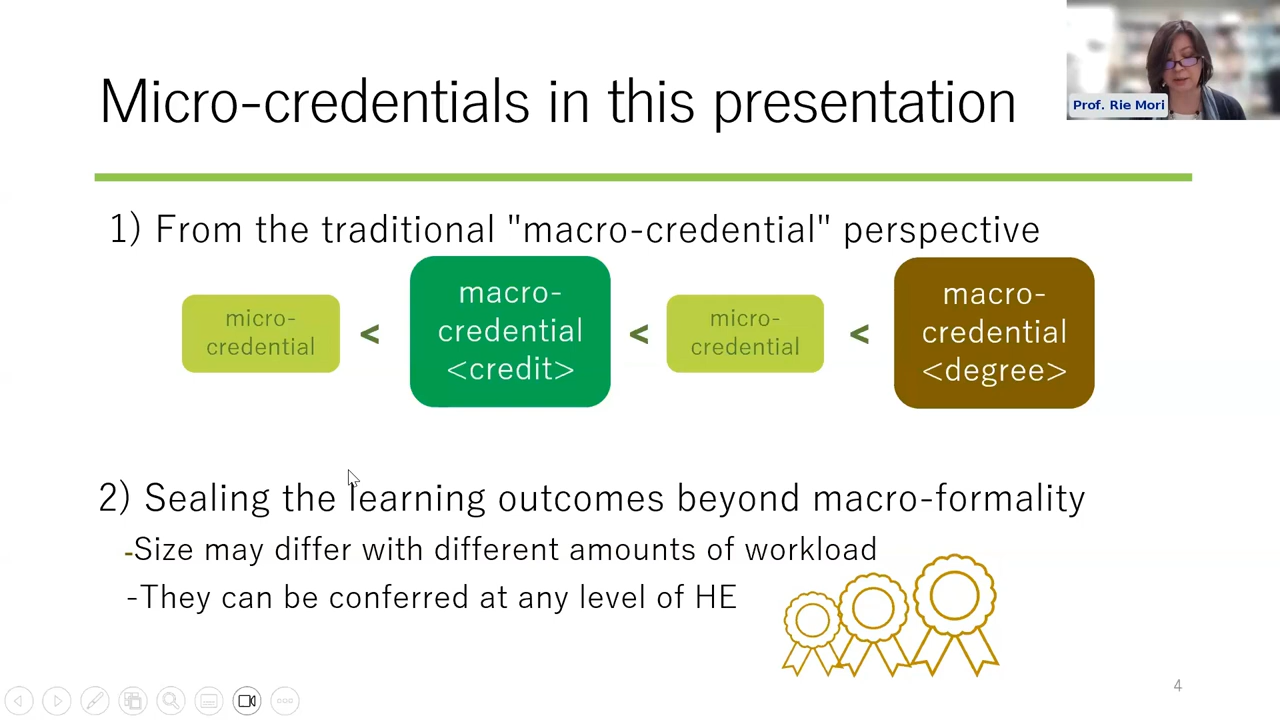 Micro-credentials in this presentation
Prof. Rie Mori
1) From the traditional "macro-credential" perspective
micro-
credential
<
macro-
credential
<credit>
<
micro-
credential
<
macro-
credential
<degree>
2) Sealing the learning outcomes beyond macro-formality
-Size may differ with different amounts of workload
-They can be conferred at any level of HE
4